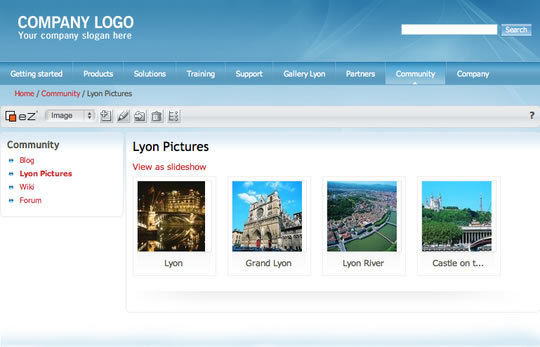 COMPANY LOGO
Your company slogan here
Search
Getting started Products Solutions Training Support Gallery Lyon Partners Community Company
Home / Community / Lyon Pictures
eZ Image ?
Community
Blog
Lyon Pictures
Wiki
Forum
Lyon Pictures
View as slideshow
Lyon Grand Lyon Lyon River Castle on t...